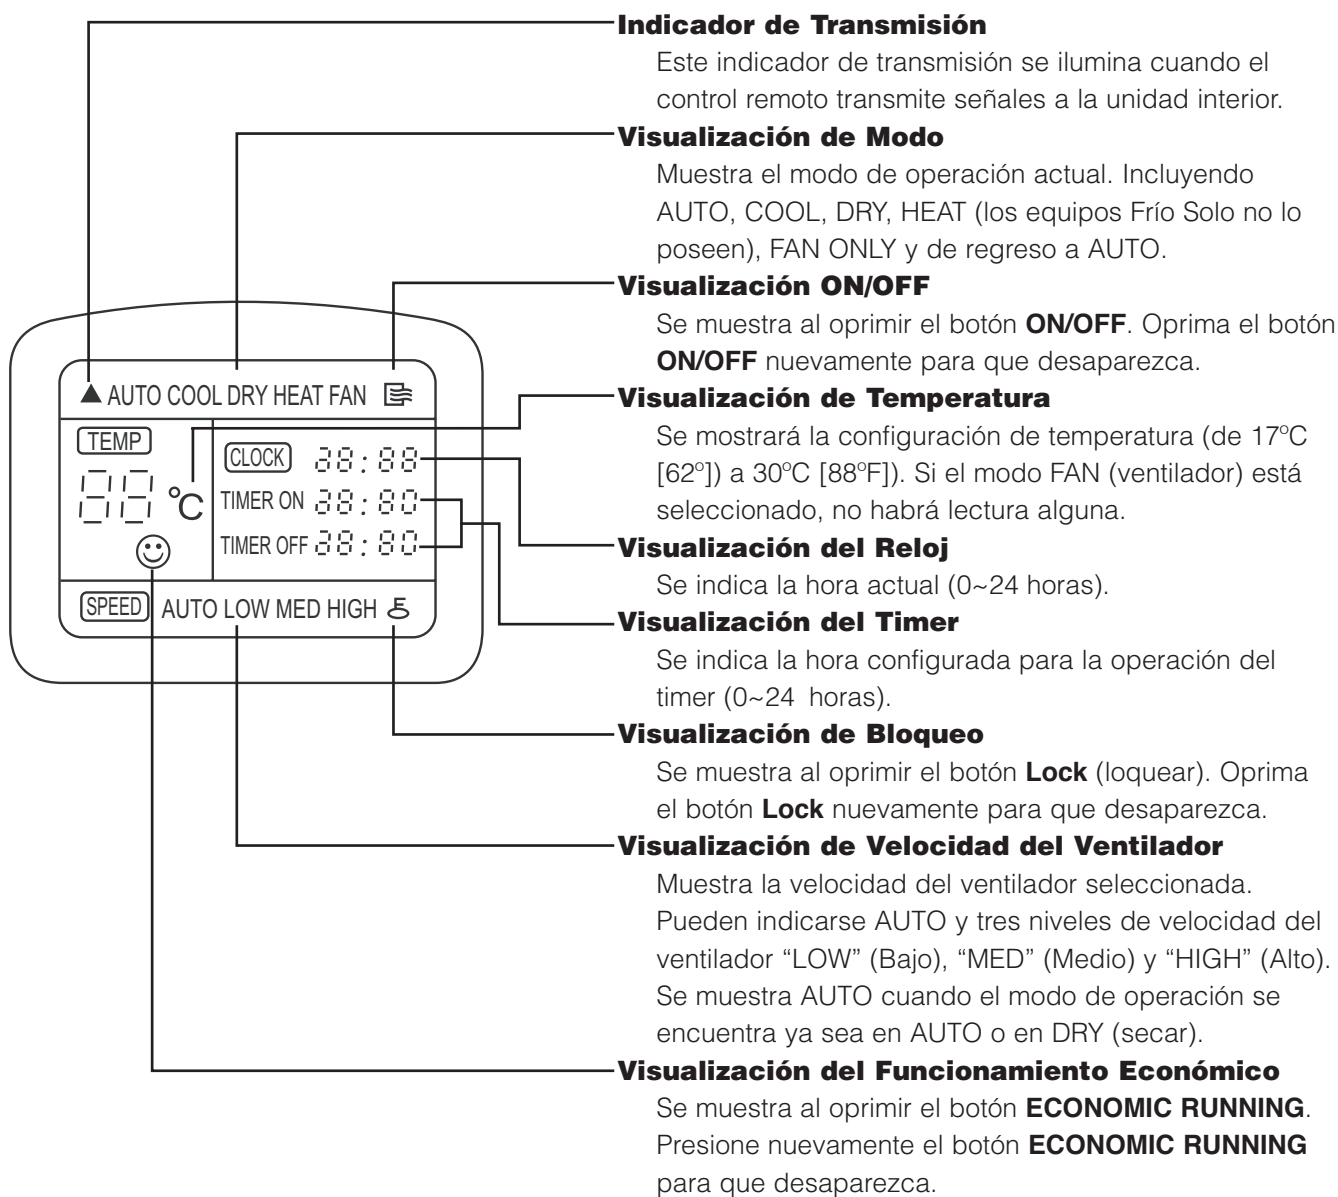 Indicador de Transmisión
Este indicador de transmisión se ilumina cuando el
control remoto transmite señales a la unidad interior.
Visualización de Modo
Muestra el modo de operación actual. Incluyendo
AUTO, COOL, DRY, HEAT (los equipos Frío Solo no lo
poseen), FAN ONLY y de regreso a AUTO.
Visualización ON/OFF
Se muestra al oprimir el botón ON/OFF. Oprima el botón
ON/OFF nuevamente para que desaparezca.
Visualización de Temperatura
Se mostrará la configuración de temperatura (de 17ºC
[62º]) a 30ºC [88ºF]). Si el modo FAN (ventilador) está
seleccionado, no habrá lectura alguna.
Visualización del Reloj
Se indica la hora actual (0~24 horas).
Visualización del Timer
Se indica la hora configurada para la operación del
timer (0~24 horas).
Visualización de Bloqueo
Se muestra al oprimir el botón Lock (loquear). Oprima
el botón Lock nuevamente para que desaparezca.
Visualización de Velocidad del Ventilador
Muestra la velocidad del ventilador seleccionada.
Pueden indicarse AUTO y tres niveles de velocidad del
ventilador “LOW” (Bajo), “MED” (Medio) y “HIGH” (Alto).
Se muestra AUTO cuando el modo de operación se
encuentra ya sea en AUTO o en DRY (secar).
Visualización del Funcionamiento Económico
Se muestra al oprimir el botón ECONOMIC RUNNING.
Presione nuevamente el botón ECONOMIC RUNNING
para que desaparezca.
AUTO COOL DRY HEAT FAN
TEMP
88 °C
CLOCK 28:88
TIMER ON 28:80
TIMER OFF 28:80
SPEED AUTO LOW MED HIGH